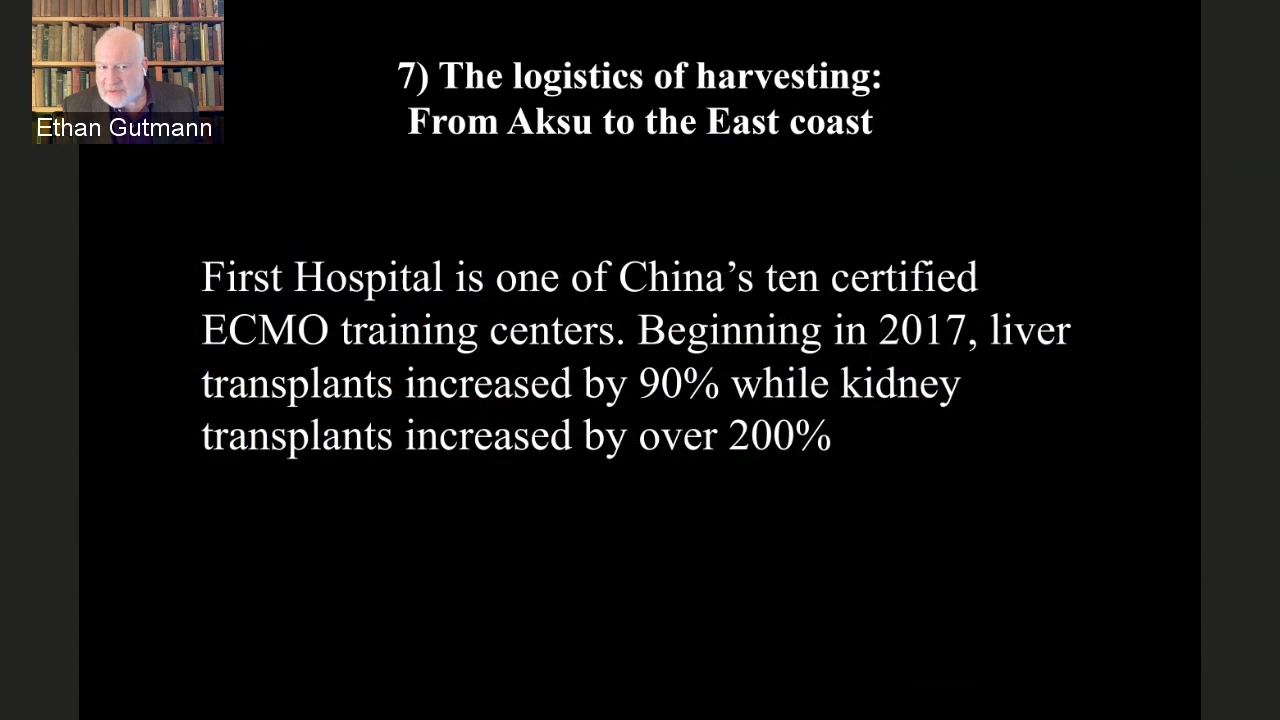 Ethan Gutmann
7) The logistics of harvesting:
From Aksu to the East coast
First Hospital is one of China’s ten certified
ECMO training centers. Beginning in 2017, liver
transplants increased by 90% while kidney
transplants increased by over 200%